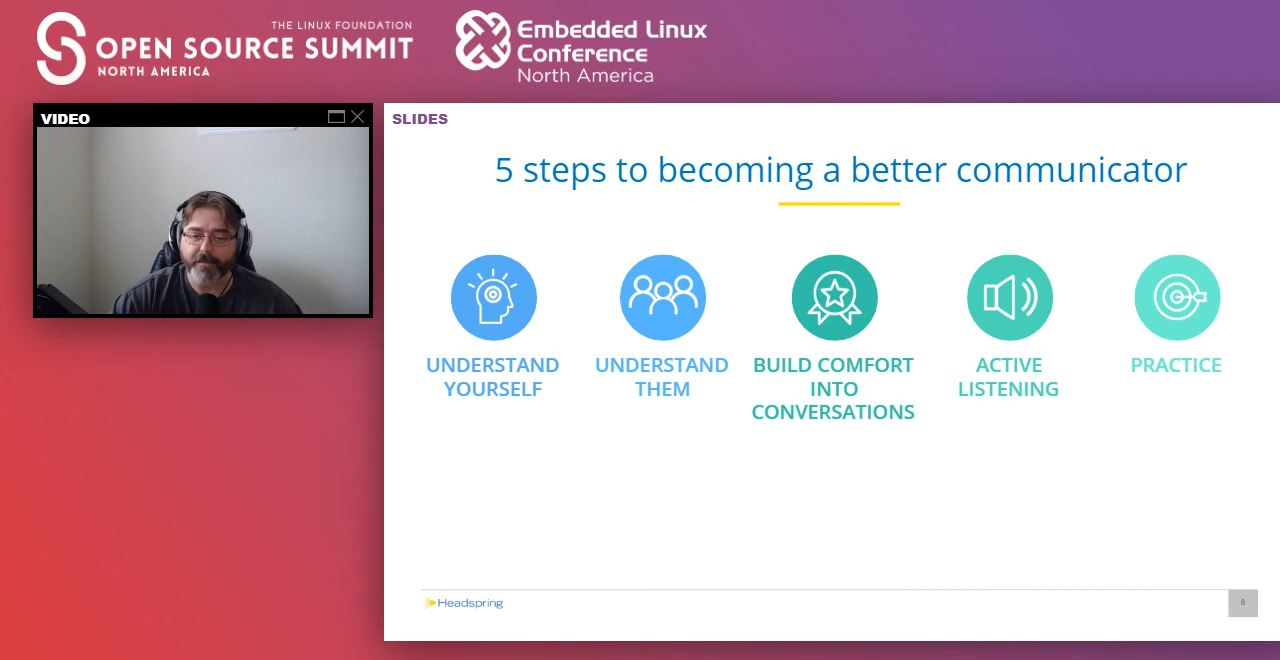 THE LINUX FOUNDATION
OPEN SOURCE SUMMIT
NORTH AMERICA
Embedded Linux
Conference
North America
VIDEO
SLIDES
5 steps to becoming a better communicator
UNDERSTAND
YOURSELF
UNDERSTAND
THEM
BUILD COMFORT
INTO
CONVERSATIONS
ACTIVE
LISTENING
PRACTICE
Headspring
8